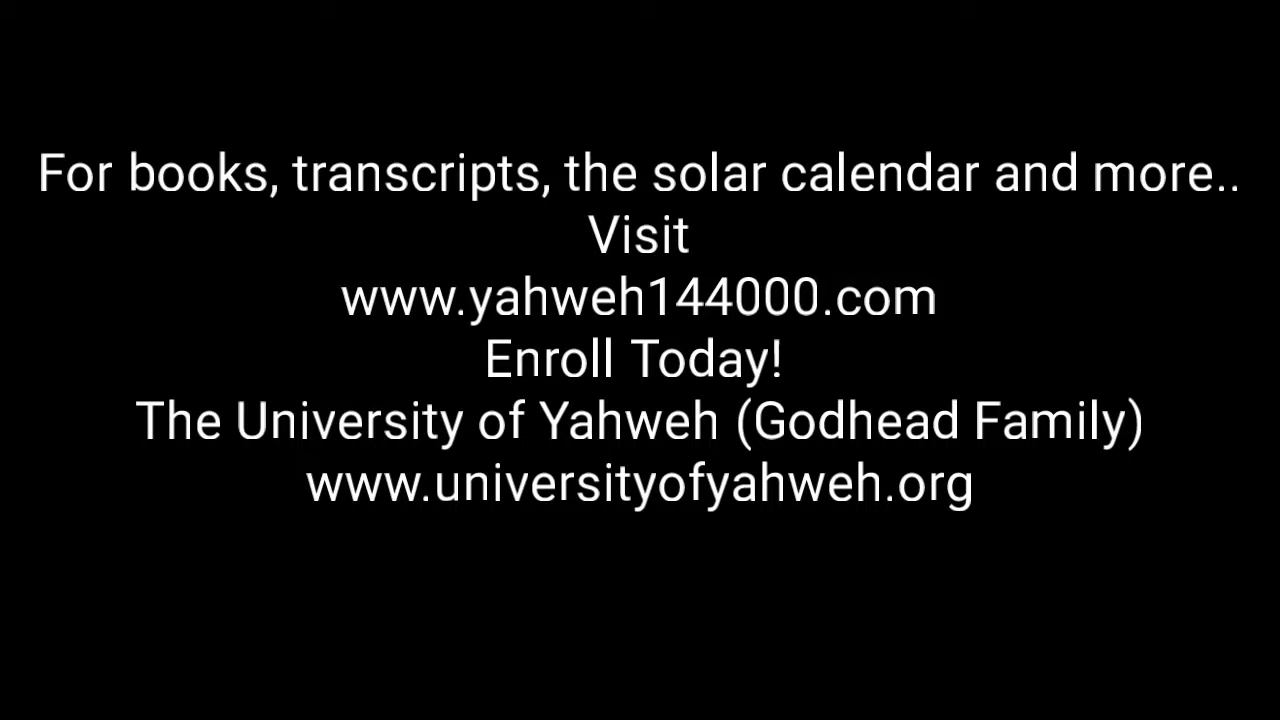 For books, transcripts, the solar calendar and more..
Visit
www.yahweh144000.com
Enroll Today!
The University of Yahweh (Godhead Family)
www.universityofyahweh.org